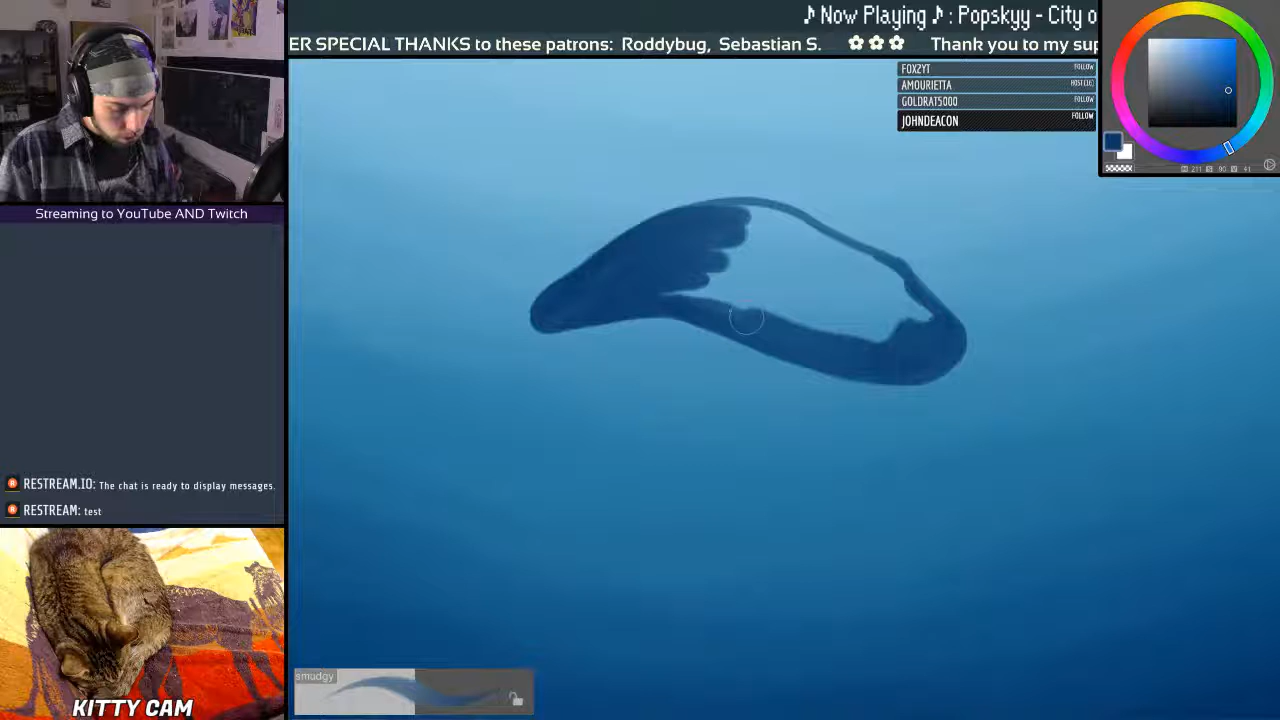 ♪ Now Playing ♪ : Popskyy - City o
ER SPECIAL THANKS to these patrons: Roddybug, Sebastian S. ✿ ✿ ✿ Thank you to my sup
FOXZYT FOLLOW
AMOURIETTA
GOLDRAT5000 FOLLOW
JOHNDEACON FOLLOW
Streaming to YouTube AND Twitch
RESTREAM.IO: The chat is ready to display messages.
RESTREAM: test
smudgy
KITTY CAM